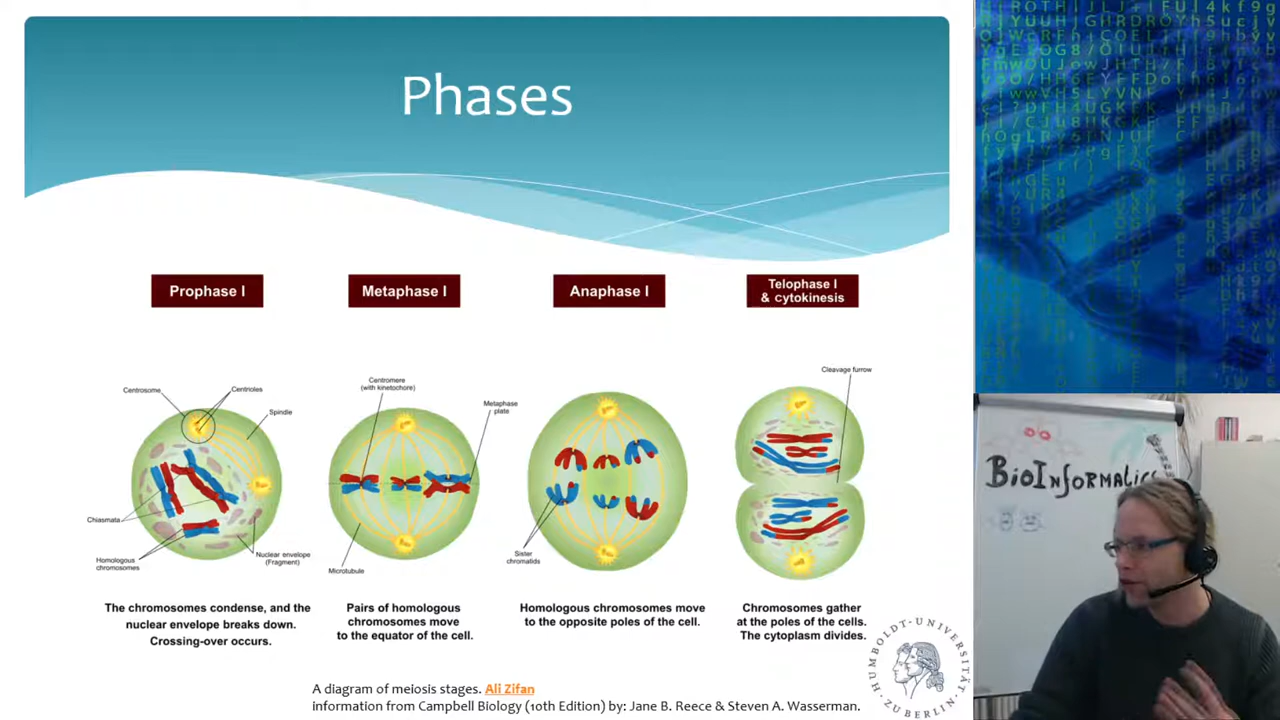 Phases
Prophase I
Metaphase I
Anaphase I
Telophase I
& cytokinesis
Centrosome
Centrioles
Spindle
Chiasmata
Homologous
chromosomes
Nuclear envelope
(Fragment)
Centromere
(with kinetochore)
Metaphase
plate
Microtubule
Sister
chromatids
Cleavage furrow
The chromosomes condense, and the
nuclear envelope breaks down.
Crossing-over occurs.
Pairs of homologous
chromosomes move
to the equator of the cell.
Homologous chromosomes move
to the opposite poles of the cell.
Chromosomes gather
at the poles of the cells.
The cytoplasm divides.
A diagram of meiosis stages. Ali Zifan
information from Campbell Biology (10th Edition) by: Jane B. Reece & Steven A. Wasserman.
HUMBOLDT-UNIVERSITÄT
ZU BERLIN
BIOINFORMATICS